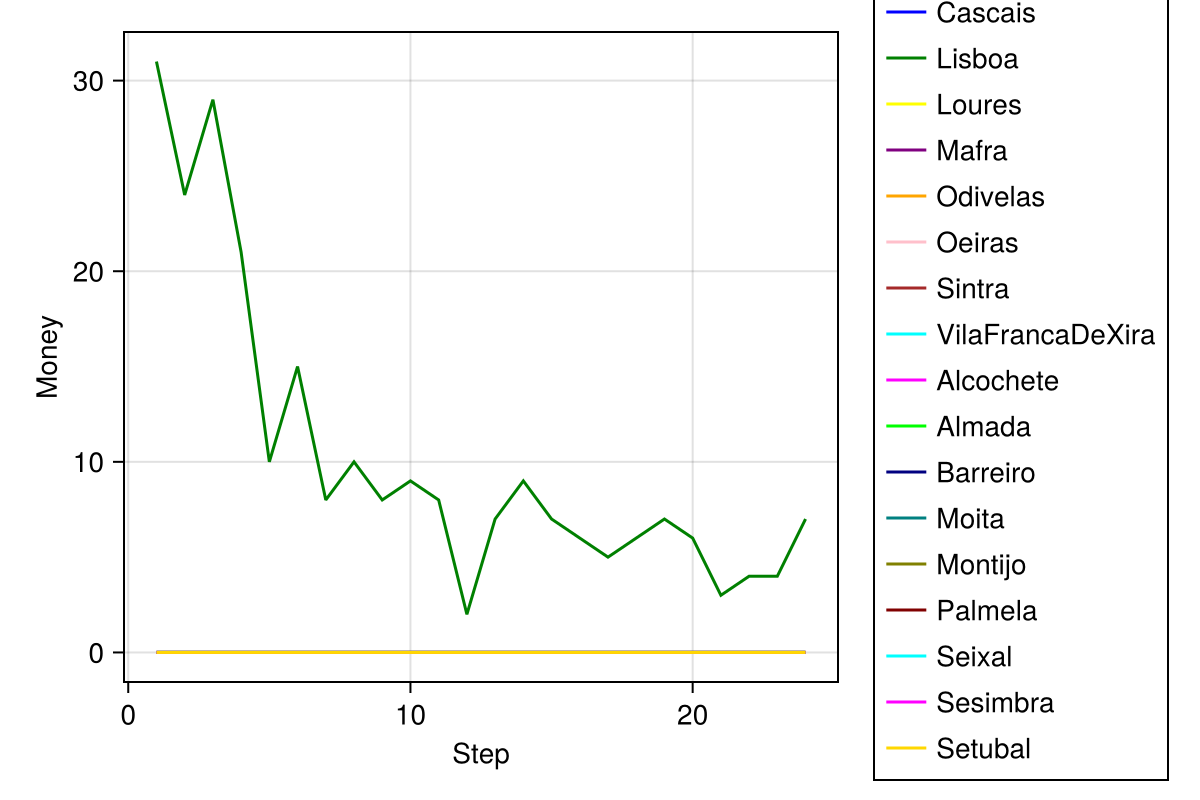 Cascais
Lisboa
Loures
Mafra
Odivelas
Oeiras
Sintra
VilaFrancaDeXira
Alcochete
Almada
Barreiro
Moita
Montijo
Palmela
Seixal
Sesimbra
Setubal
30
20
10
0
Money
0 10 20
Step